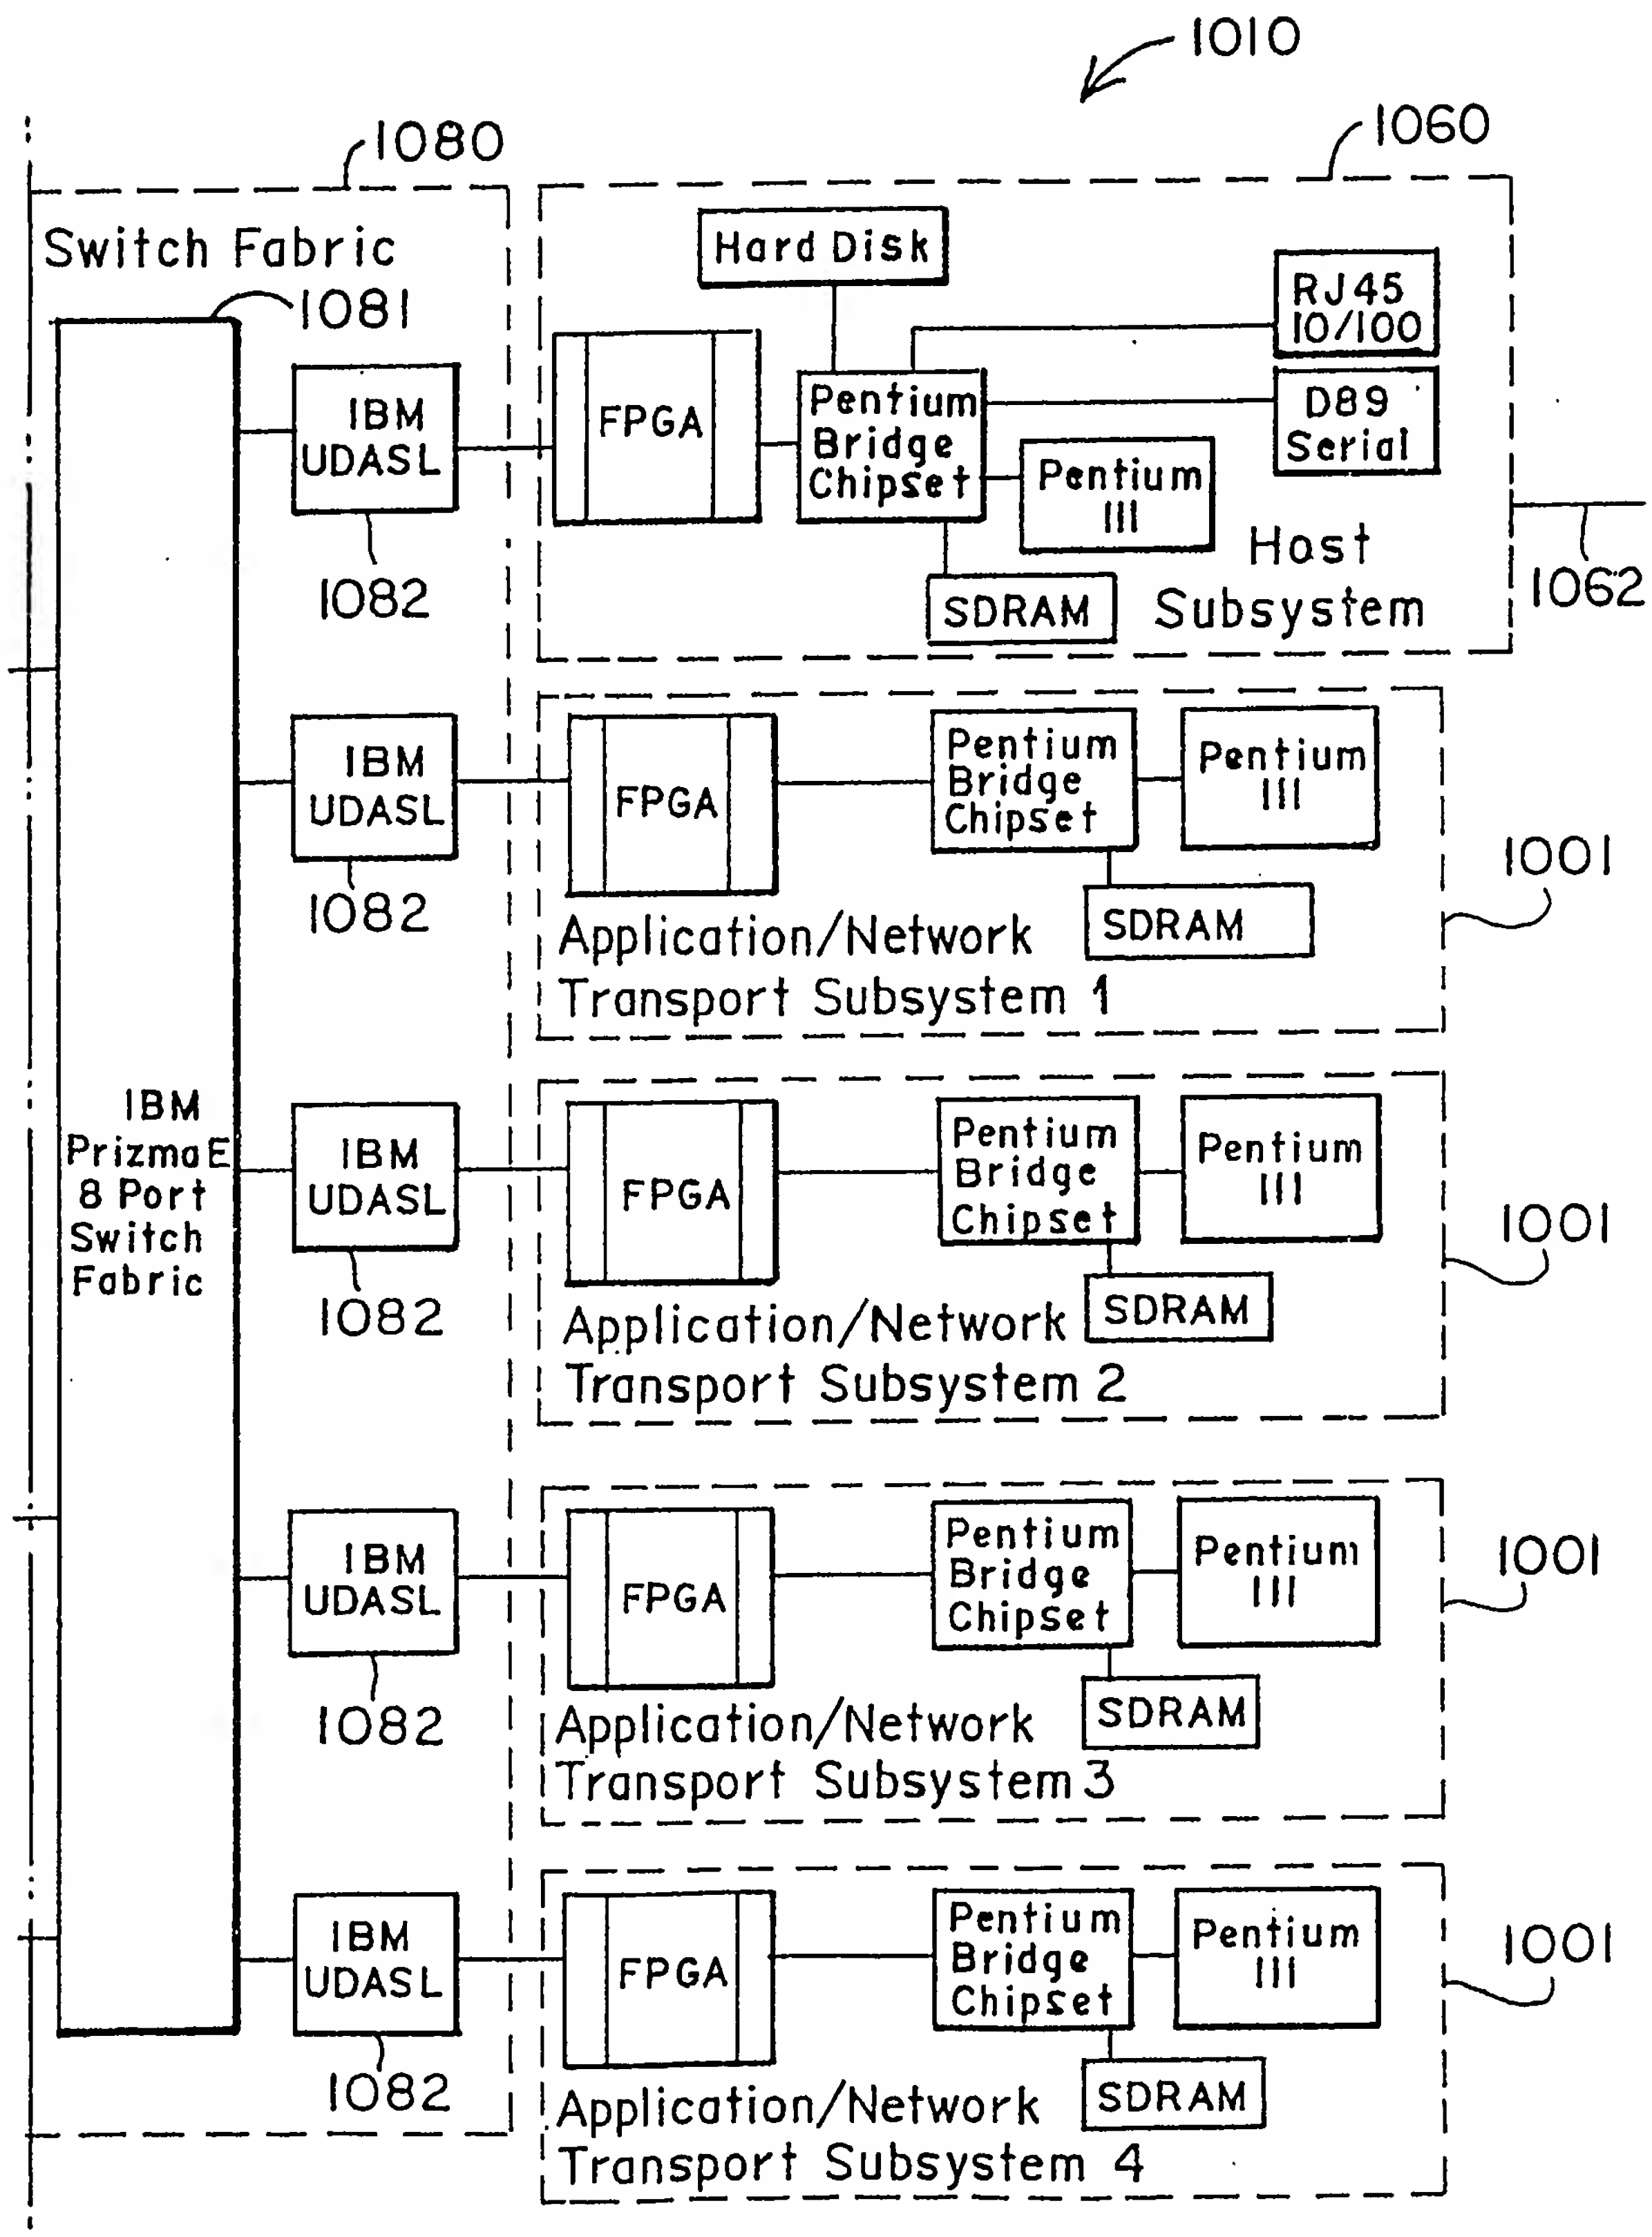 1010
1080
1060
Switch Fabric
1081
Hard Disk
RJ45
10/100
IBM
UDASL
FPGA
Pentium
Bridge
Chipset
D89
Serial
Pentium
III
Host
Subsystem
SDRAM
1082
1062
IBM
UDASL
FPGA
Pentium
Bridge
Chipset
Pentium
III
1082
SDRAM
1001
Application/Network
Transport Subsystem 1
IBM
PrizmaE
8 Port
Switch
Fabric
IBM
UDASL
FPGA
Pentium
Bridge
Chipset
Pentium
III
1082
SDRAM
1001
Application/Network
Transport Subsystem 2
IBM
UDASL
FPGA
Pentium
Bridge
Chipset
Pentium
III
1001
1082
SDRAM
Application/Network
Transport Subsystem 3
IBM
UDASL
FPGA
Pentium
Bridge
Chipset
Pentium
III
1001
1082
SDRAM
Application/Network
Transport Subsystem 4